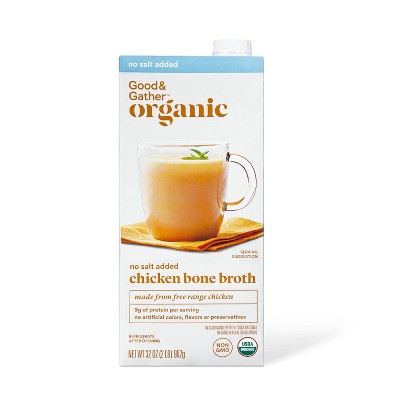 no salt added
Good &
Gather™
organic
SERVING
SUGGESTION
no salt added
chicken bone broth
made from free range chicken
9g of protein per serving
no artificial colors, flavors or preservatives
REFRIGERATE
AFTER OPENING
NON
GMO
USDA
ORGANIC
NET WT 32 OZ (2 LB) 907g